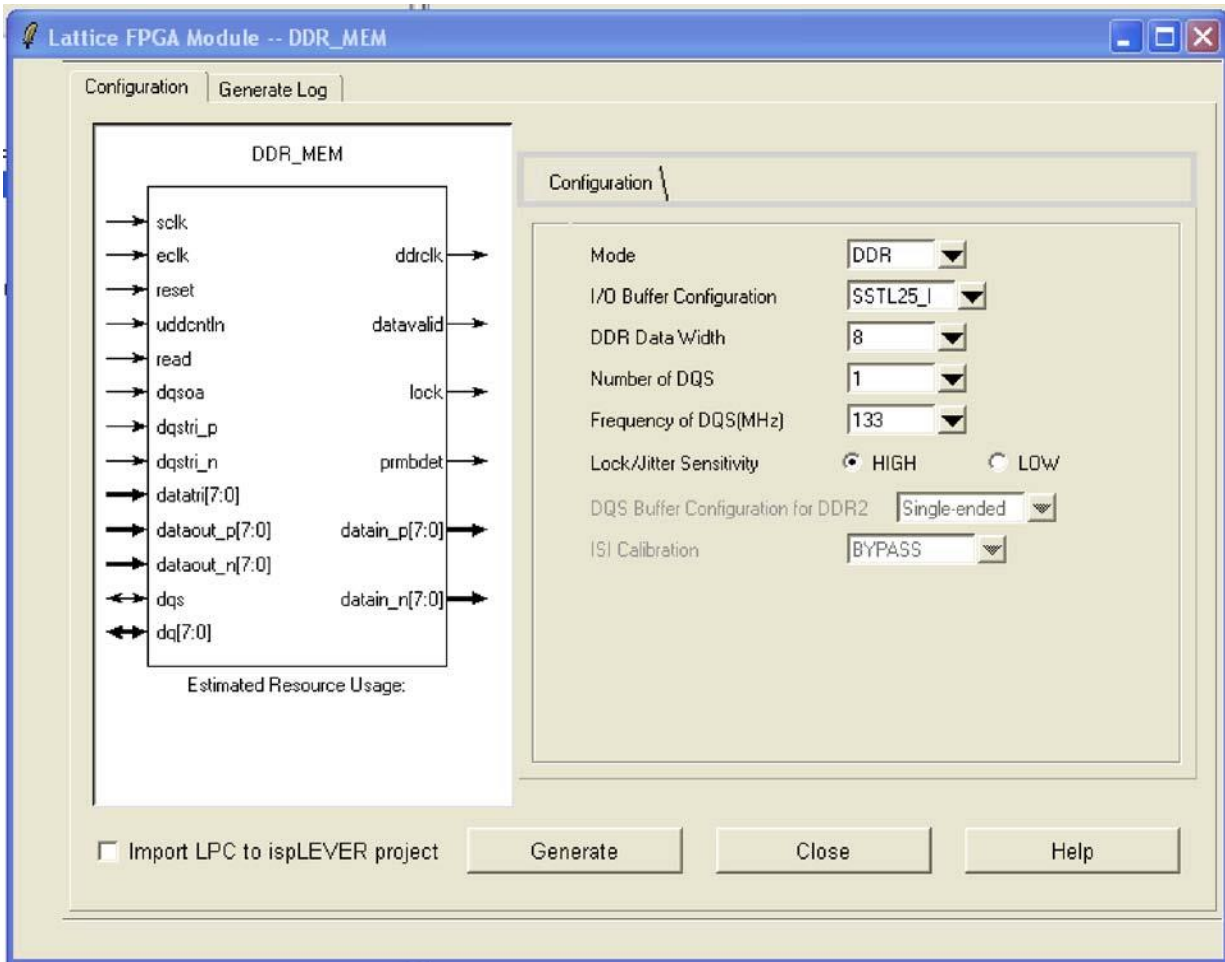 Lattice FPGA Module -- DDR_MEM
Configuration
Generate Log
DDR_MEM
sclk
eclk
ddrclk
reset
uddcntln
datavalid
read
dqsoa
lock
dqstri_p
dqstri_n
prmbdet
datatri[7:0]
dataout_p[7:0]
datain_p[7:0]
dataout_n[7:0]
dqs
datain_n[7:0]
dq[7:0]
Estimated Resource Usage:
Configuration
Mode DDR
I/O Buffer Configuration SSTL25_I
DDR Data Width 8
Number of DQS 1
Frequency of DQS(MHz) 133
Lock/Jitter Sensitivity HIGH LOW
DQS Buffer Configuration for DDR2 Single-ended
ISI Calibration BYPASS
Import LPC to ispLEVER project
Generate
Close
Help